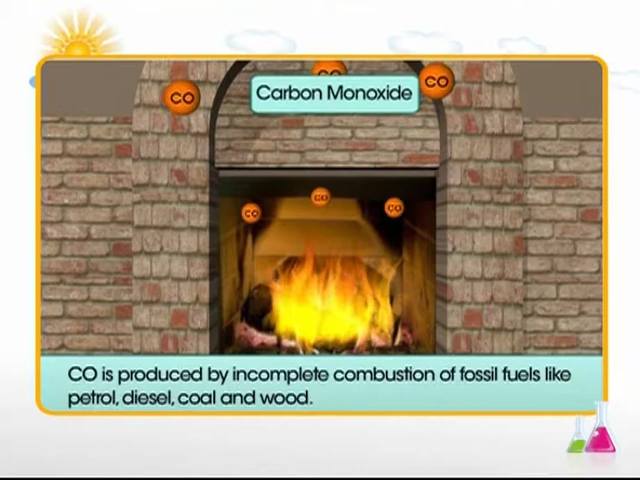 CO
CO
CO
Carbon Monoxide
CO
CO
CO
CO is produced by incomplete combustion of fossil fuels like
petrol, diesel, coal and wood.